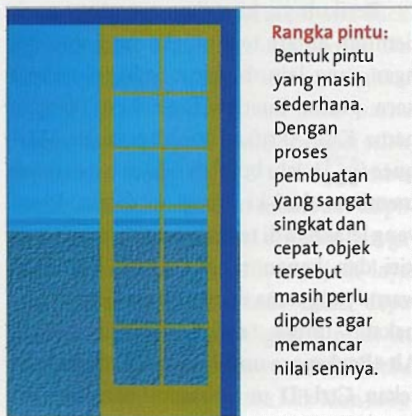 Rangka pintu:
Bentuk pintu
yang masih
sederhana.
Dengan
proses
pembuatan
yang sangat
singkat dan
cepat, objek
tersebut
masih perlu
dipoles agar
memancar
nilai seninya.